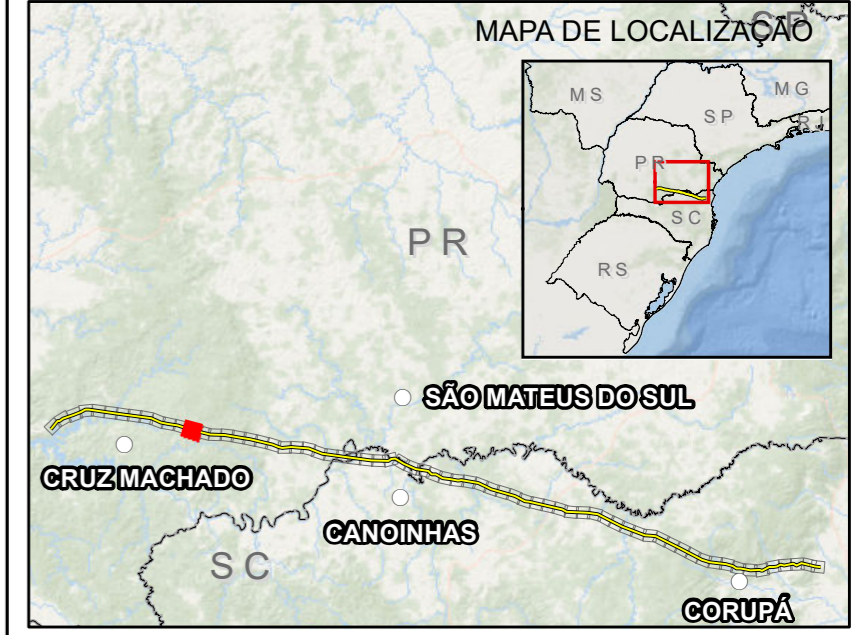 MAPA DE LOCALIZAÇÃO
MS
MG
SP
RJ
PR
SC
RS
PR
SÃO MATEUS DO SUL
CRUZ MACHADO
CANOINHAS
SC
CORUPÁ